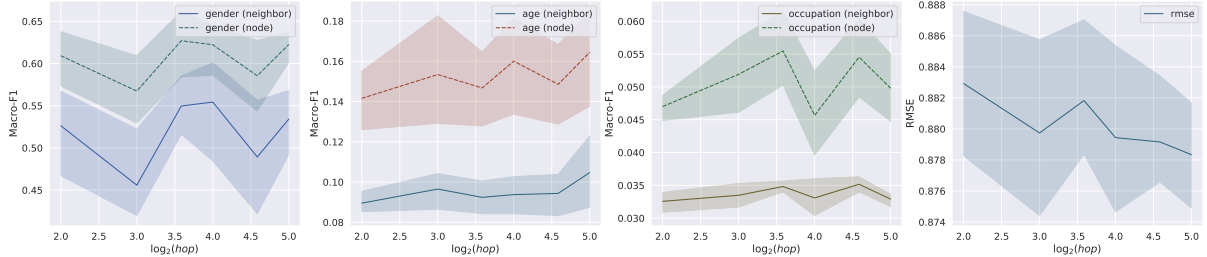 Macro-F1
0.65
0.60
0.55
0.50
0.45
gender (neighbor)
gender (node)
2.0 2.5 3.0 3.5 4.0 4.5 5.0
log₂(hop)
Macro-F1
0.16
0.14
0.12
0.10
0.08
age (neighbor)
age (node)
2.0 2.5 3.0 3.5 4.0 4.5 5.0
log₂(hop)
Macro-F1
0.060
0.055
0.050
0.045
0.040
0.035
0.030
occupation (neighbor)
occupation (node)
2.0 2.5 3.0 3.5 4.0 4.5 5.0
log₂(hop)
RMSE
0.888
0.886
0.884
0.882
0.880
0.878
0.876
0.874
rmse
2.0 2.5 3.0 3.5 4.0 4.5 5.0
log₂(hop)